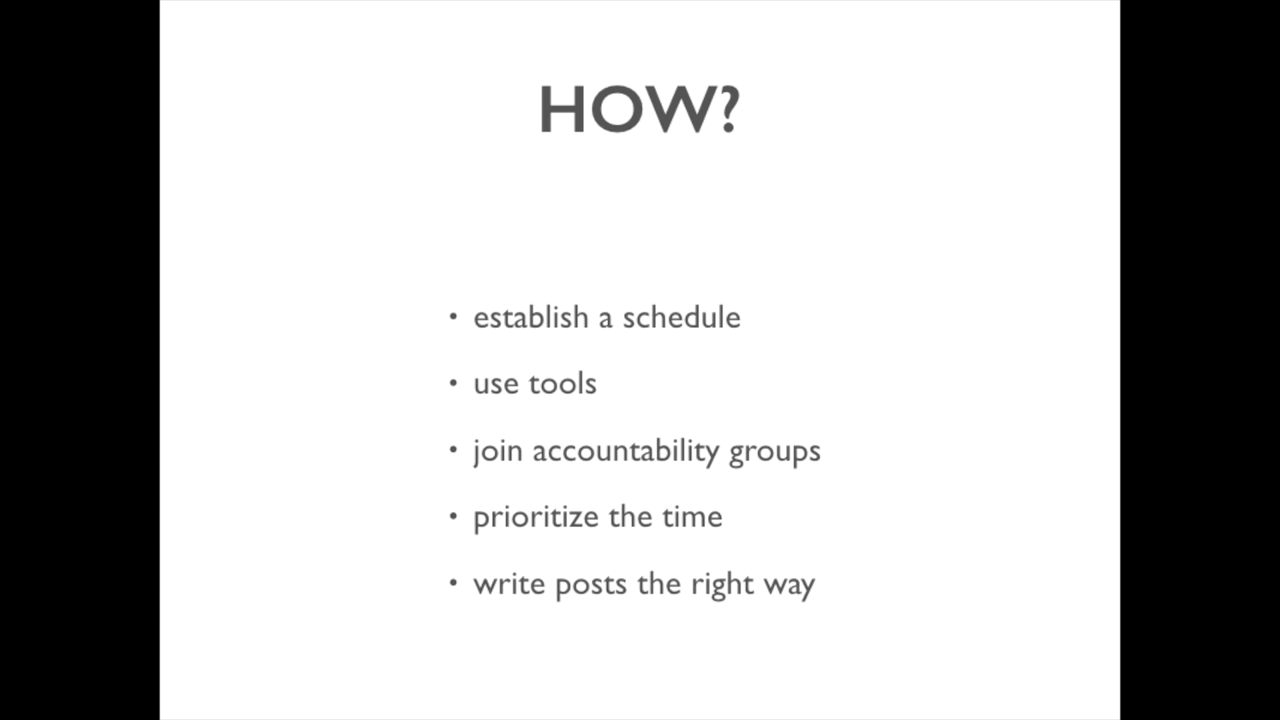 HOW?
• establish a schedule
• use tools
• join accountability groups
• prioritize the time
• write posts the right way